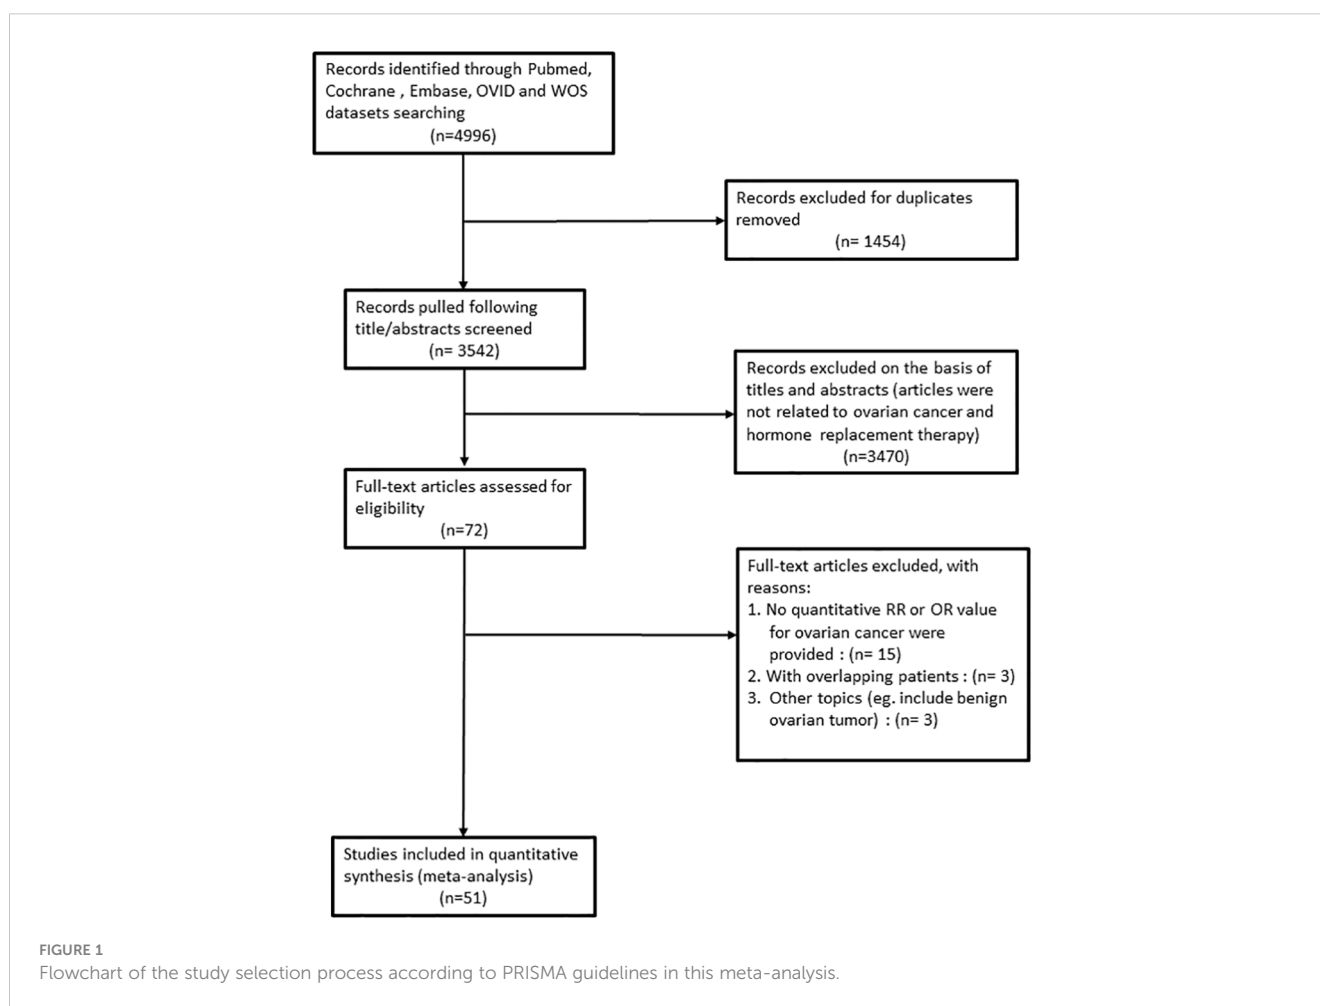 Records identified through Pubmed,
Cochrane , Embase, OVID and WOS
datasets searching
(n=4996)
Records excluded for duplicates
removed
(n= 1454)
Records pulled following
title/abstracts screened
(n= 3542)
Records excluded on the basis of
titles and abstracts (articles were
not related to ovarian cancer and
hormone replacement therapy)
(n=3470)
Full-text articles assessed for
eligibility
(n=72)
Full-text articles excluded, with
reasons:
1. No quantitative RR or OR value
for ovarian cancer were
provided : (n= 15)
2. With overlapping patients : (n= 3)
3. Other topics (eg. include benign
ovarian tumor) : (n= 3)
Studies included in quantitative
synthesis (meta-analysis)
(n=51)
FIGURE 1
Flowchart of the study selection process according to PRISMA guidelines in this meta-analysis.